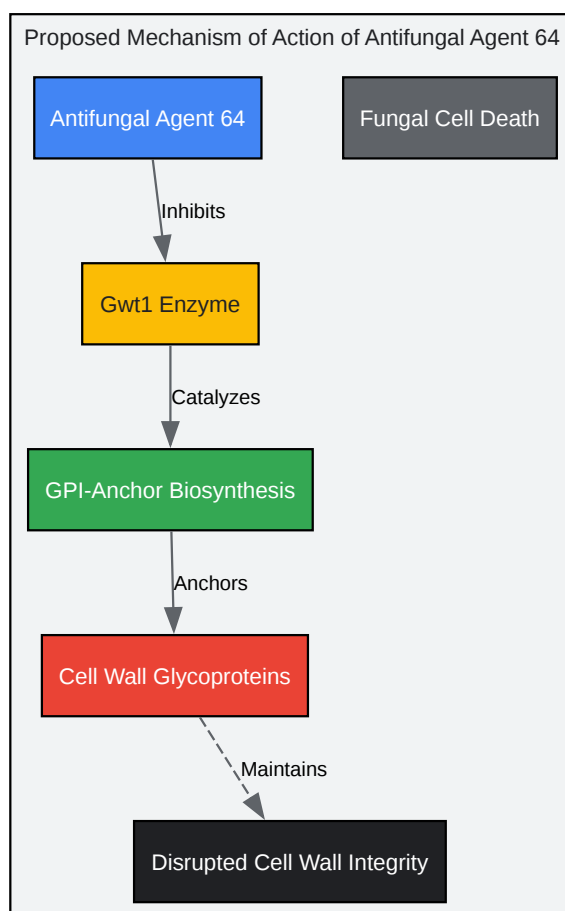 Proposed Mechanism of Action of Antifungal Agent 64
Antifungal Agent 64
Fungal Cell Death
Inhibits
Gwt1 Enzyme
Catalyzes
GPI-Anchor Biosynthesis
Anchors
Cell Wall Glycoproteins
Maintains
Disrupted Cell Wall Integrity